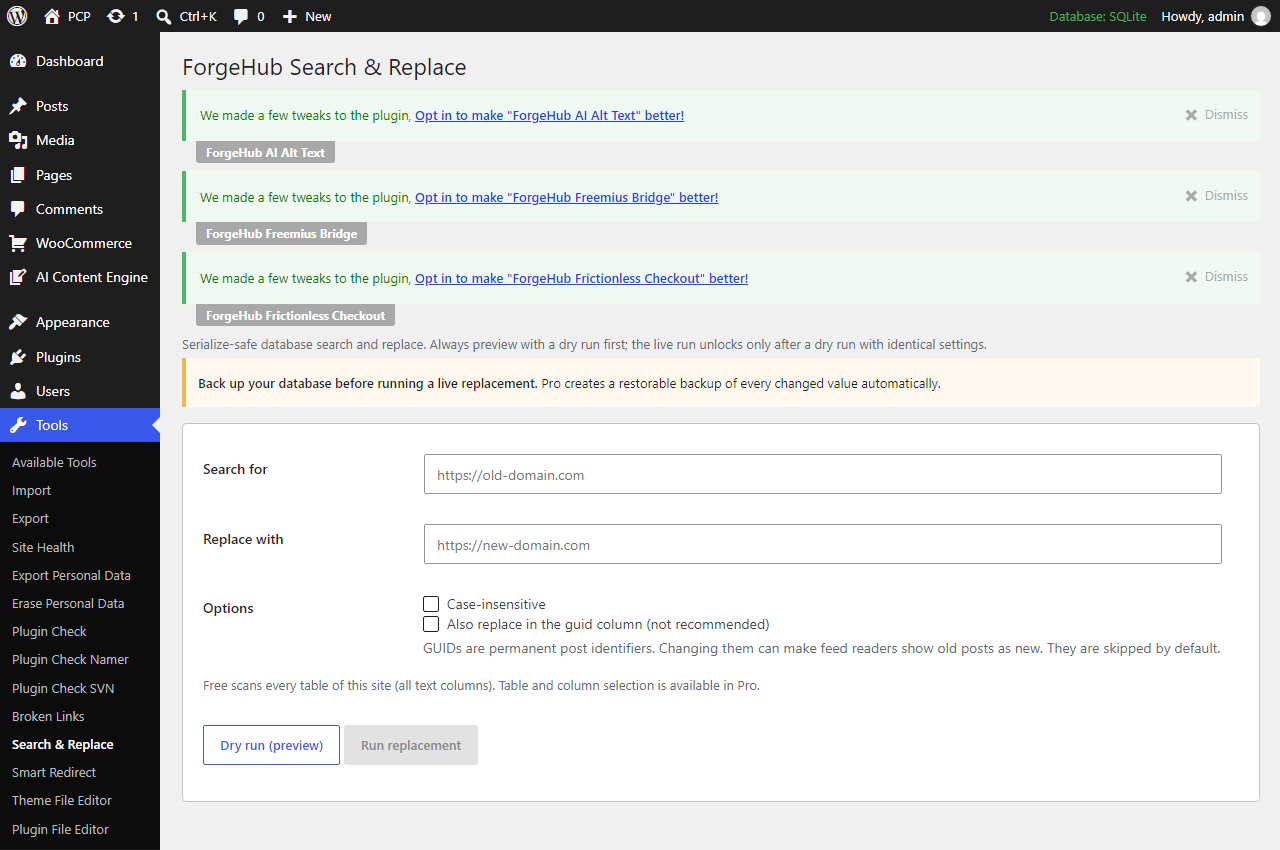 PCP 1 Ctrl+K 0 New Database: SQLite Howdy, admin
Dashboard
Posts
Media
Pages
Comments
WooCommerce
AI Content Engine
Appearance
Plugins
Users
Tools
Available Tools
Import
Export
Site Health
Export Personal Data
Erase Personal Data
Plugin Check
Plugin Check Namer
Plugin Check SVN
Broken Links
Search & Replace
Smart Redirect
Theme File Editor
Plugin File Editor
ForgeHub Search & Replace
We made a few tweaks to the plugin, Opt in to make "ForgeHub AI Alt Text" better! Dismiss
ForgeHub AI Alt Text
We made a few tweaks to the plugin, Opt in to make "ForgeHub Freemius Bridge" better! Dismiss
ForgeHub Freemius Bridge
We made a few tweaks to the plugin, Opt in to make "ForgeHub Frictionless Checkout" better! Dismiss
ForgeHub Frictionless Checkout
Serialize-safe database search and replace. Always preview with a dry run first; the live run unlocks only after a dry run with identical settings.
Back up your database before running a live replacement. Pro creates a restorable backup of every changed value automatically.
Search for https://old-domain.com
Replace with https://new-domain.com
Options Case-insensitive
Also replace in the guid column (not recommended)
GUIDs are permanent post identifiers. Changing them can make feed readers show old posts as new. They are skipped by default.
Free scans every table of this site (all text columns). Table and column selection is available in Pro.
Dry run (preview) Run replacement